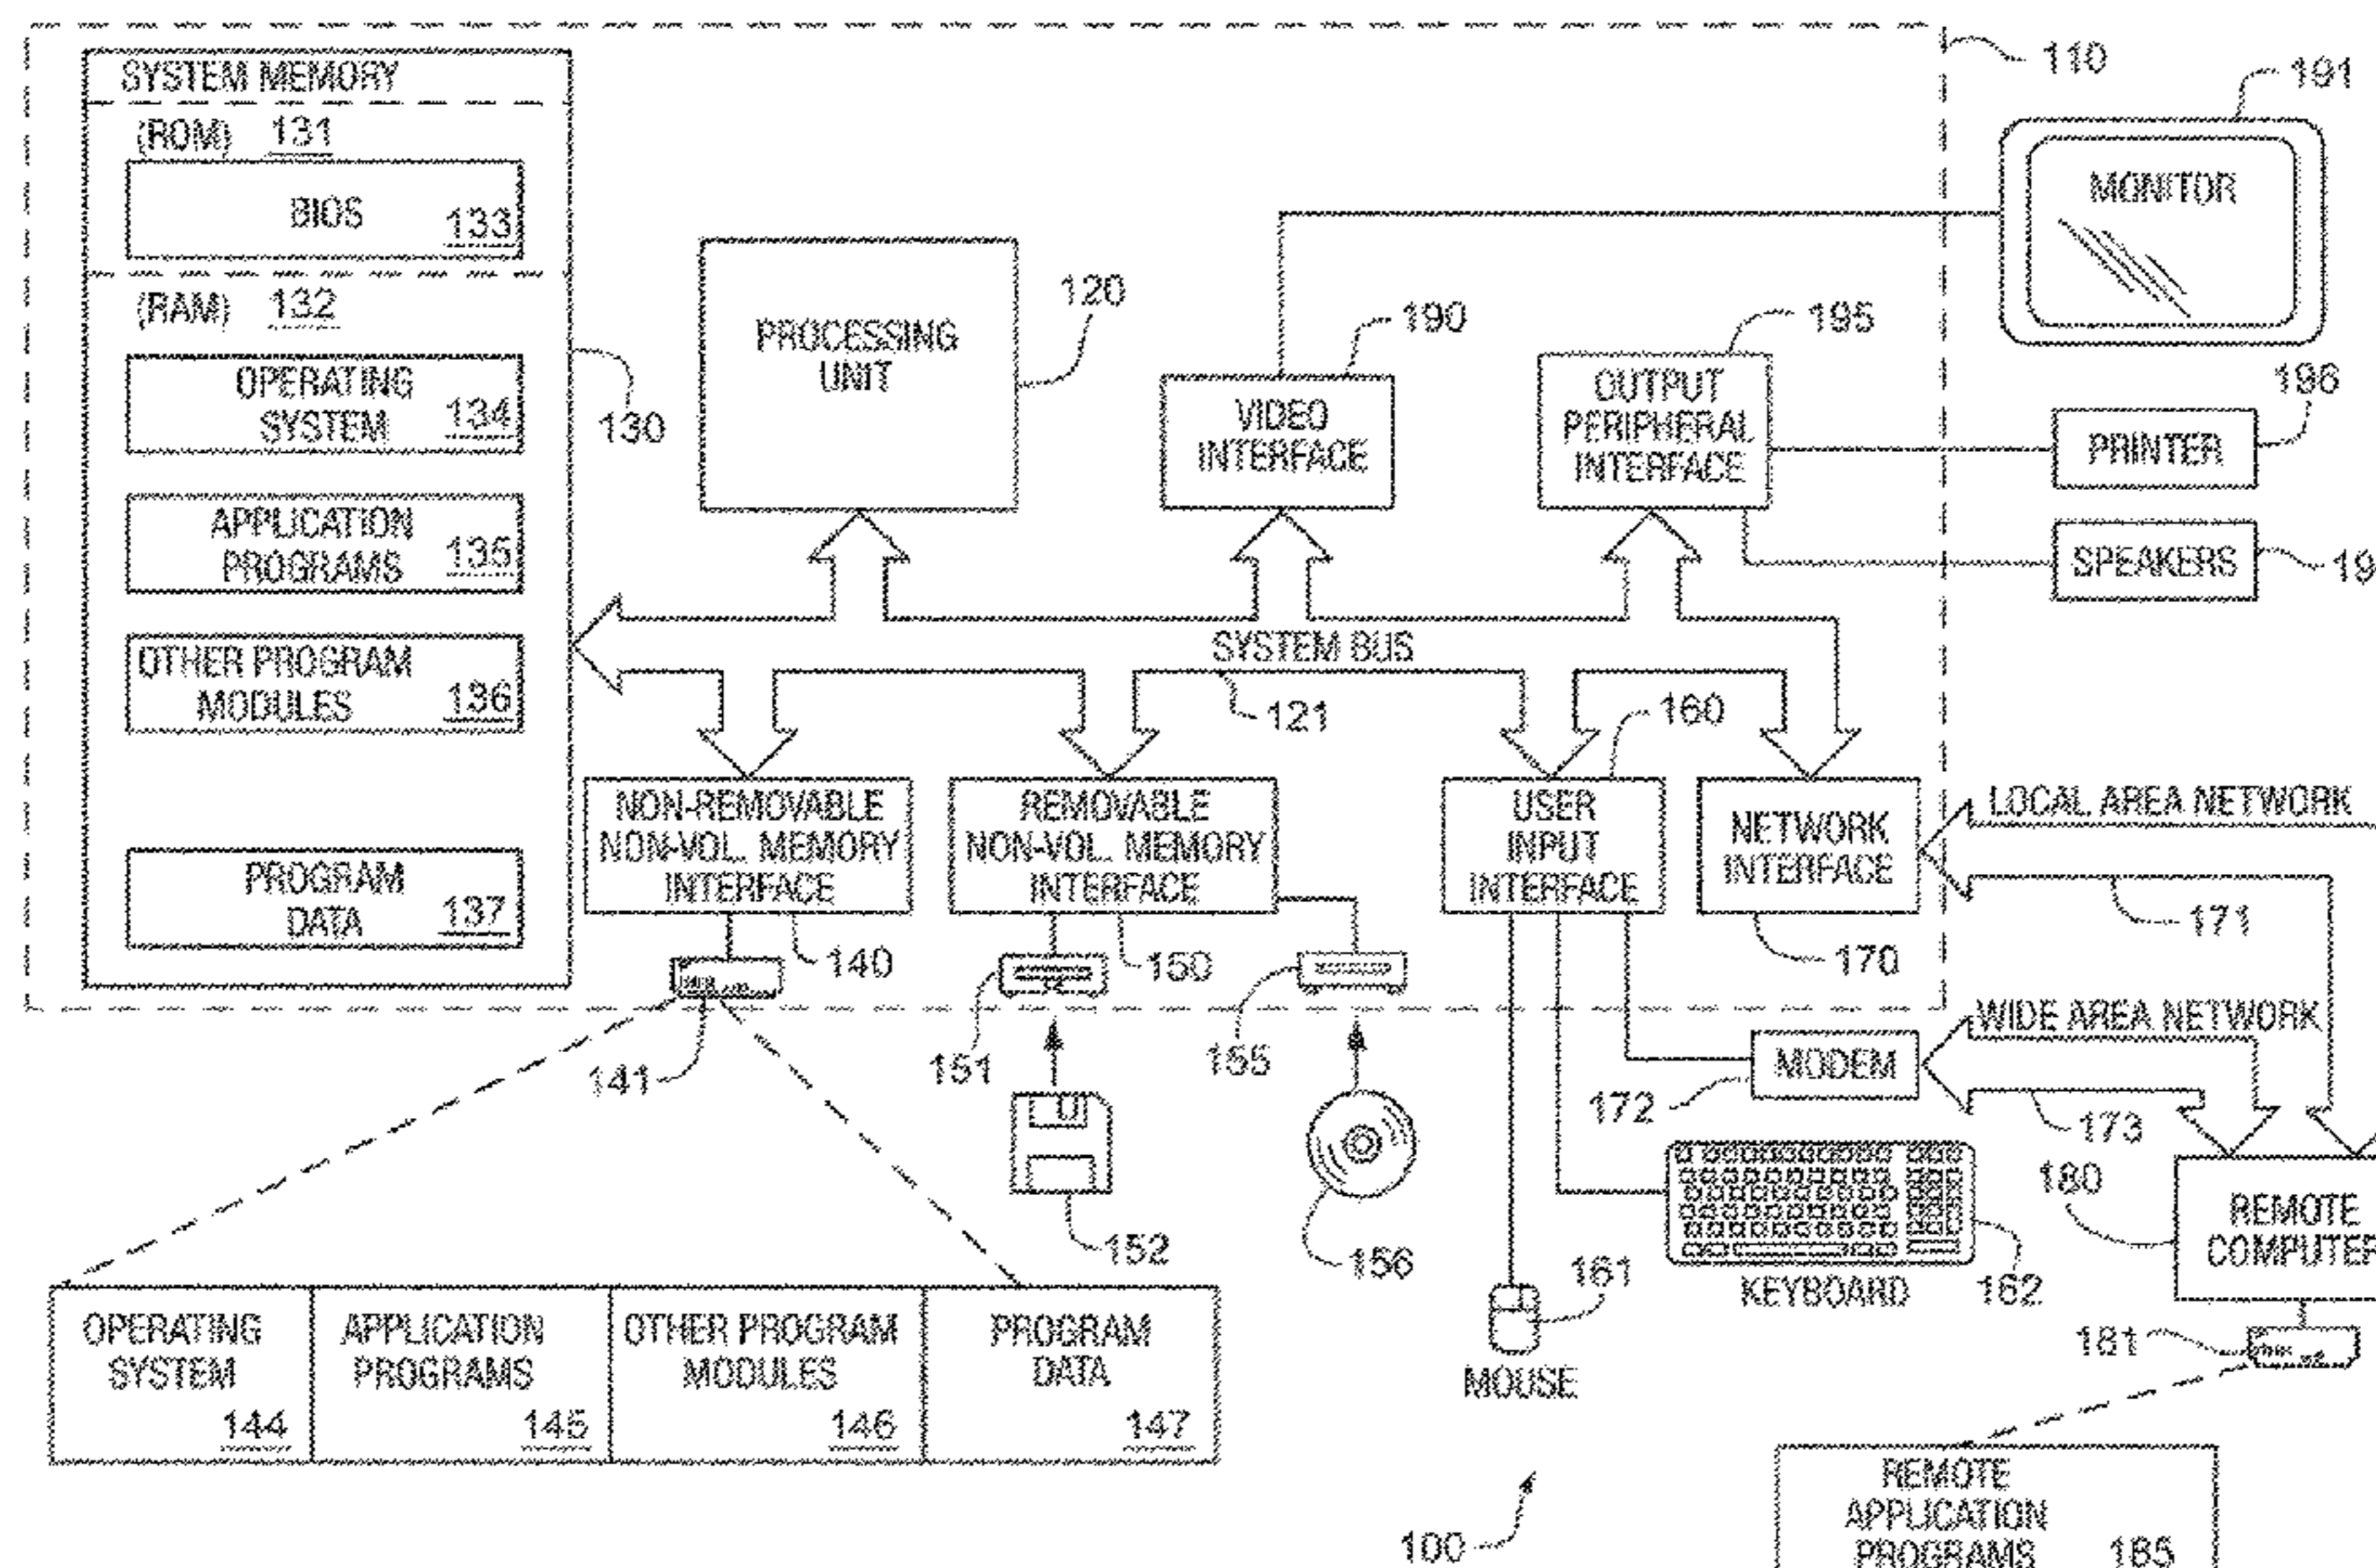 SYSTEM MEMORY
(ROM) 131
BIOS 133
(RAM) 132
OPERATING
SYSTEM 134
APPLICATION
PROGRAMS 135
OTHER PROGRAM
MODULES 136
PROGRAM
DATA 137
130
PROCESSING
UNIT
120
VIDEO
INTERFACE
190
OUTPUT
PERIPHERAL
INTERFACE
195
110
191
MONITOR
196
PRINTER
SPEAKERS
19
SYSTEM BUS
121
NON-REMOVABLE
NON-VOL. MEMORY
INTERFACE
140
141
REMOVABLE
NON-VOL. MEMORY
INTERFACE
150
151
155
152
156
160
USER
INPUT
INTERFACE
NETWORK
INTERFACE
170
LOCAL AREA NETWORK
171
WIDE AREA NETWORK
MODEM
172
173
KEYBOARD
162
161
MOUSE
180
REMOTE
COMPUTER
181
OPERATING
SYSTEM
144
APPLICATION
PROGRAMS
145
OTHER PROGRAM
MODULES
146
PROGRAM
DATA
147
100
REMOTE
APPLICATION
PROGRAMS 185